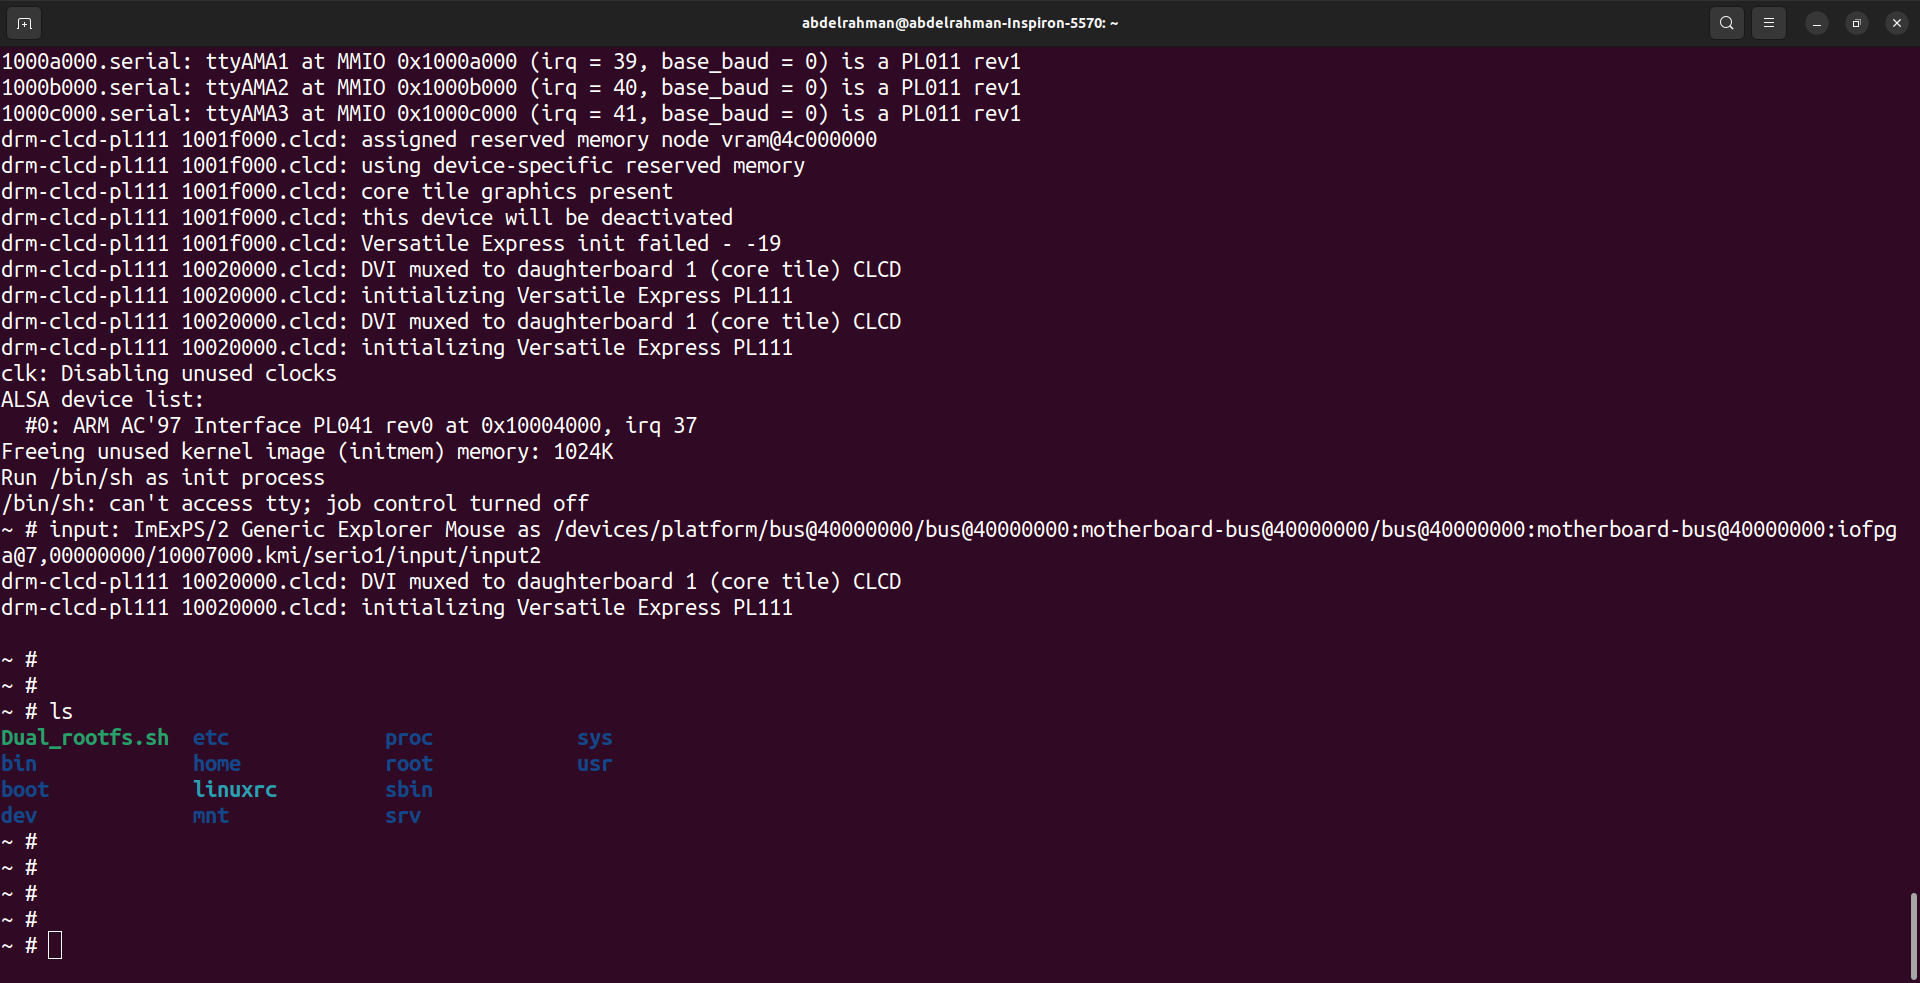 abdelrahman@abdelrahman-Inspiron-5570: ~
1000a000.serial: ttyAMA1 at MMIO 0x1000a000 (irq = 39, base_baud = 0) is a PL011 rev1
1000b000.serial: ttyAMA2 at MMIO 0x1000b000 (irq = 40, base_baud = 0) is a PL011 rev1
1000c000.serial: ttyAMA3 at MMIO 0x1000c000 (irq = 41, base_baud = 0) is a PL011 rev1
drm-clcd-pl111 1001f000.clcd: assigned reserved memory node vram@4c000000
drm-clcd-pl111 1001f000.clcd: using device-specific reserved memory
drm-clcd-pl111 1001f000.clcd: core tile graphics present
drm-clcd-pl111 1001f000.clcd: this device will be deactivated
drm-clcd-pl111 1001f000.clcd: Versatile Express init failed - -19
drm-clcd-pl111 10020000.clcd: DVI muxed to daughterboard 1 (core tile) CLCD
drm-clcd-pl111 10020000.clcd: initializing Versatile Express PL111
drm-clcd-pl111 10020000.clcd: DVI muxed to daughterboard 1 (core tile) CLCD
drm-clcd-pl111 10020000.clcd: initializing Versatile Express PL111
clk: Disabling unused clocks
ALSA device list:
  #0: ARM AC'97 Interface PL041 rev0 at 0x10004000, irq 37
Freeing unused kernel image (initmem) memory: 1024K
Run /bin/sh as init process
/bin/sh: can't access tty; job control turned off
~ # input: ImExPS/2 Generic Explorer Mouse as /devices/platform/bus@40000000/bus@40000000:motherboard-bus@40000000/bus@40000000:motherboard-bus@40000000:iofpg
a@7,00000000/10007000.kmi/serio1/input/input2
drm-clcd-pl111 10020000.clcd: DVI muxed to daughterboard 1 (core tile) CLCD
drm-clcd-pl111 10020000.clcd: initializing Versatile Express PL111
~ #
~ #
~ # ls
Dual_rootfs.sh  etc             proc            sys
bin             home            root            usr
boot            linuxrc         sbin
dev             mnt             srv
~ #
~ #
~ #
~ #
~ #